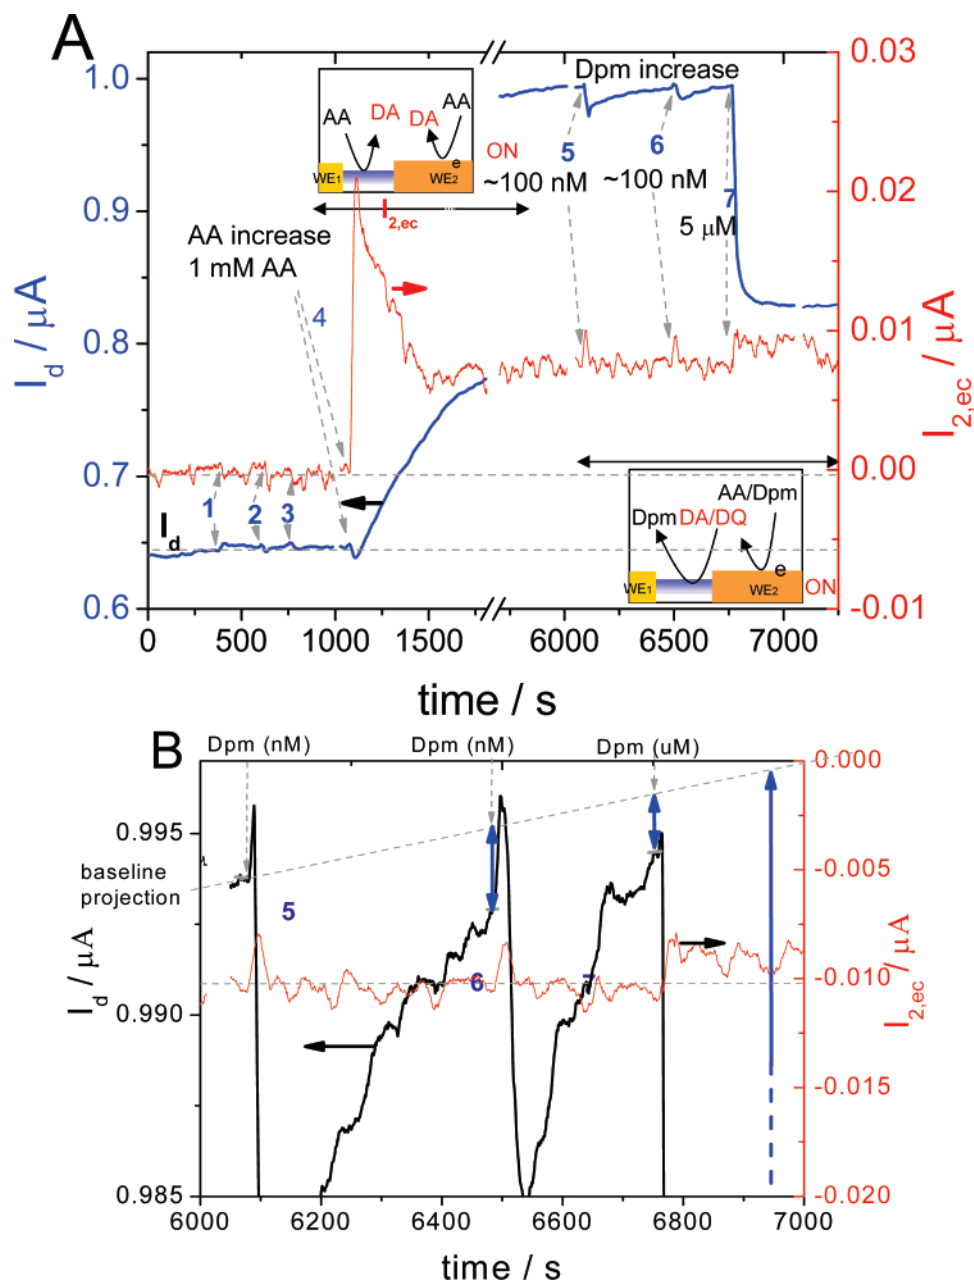 A
1.0
0.9
0.8
0.7
0.6
I_d / μA
0.03
0.02
0.01
0.00
-0.01
I_2,ec / μA
AA
DA
DA
AA
WE1
e
WE2
ON
I_2,ec
AA increase
1 mM AA
4
Dpm increase
5
6
7
~100 nM
~100 nM
5 μM
1
2
3
I_d
AA/Dpm
Dpm DA/DQ
e
WE1
WE2
ON
0
500
1000
1500
6000
6500
7000
time / s
B
Dpm (nM)
Dpm (nM)
Dpm (uM)
0.995
0.990
0.985
I_d / μA
baseline
projection
5
6
7
0.000
-0.005
-0.010
-0.015
-0.020
I_2,ec / μA
6000
6200
6400
6600
6800
7000
time / s